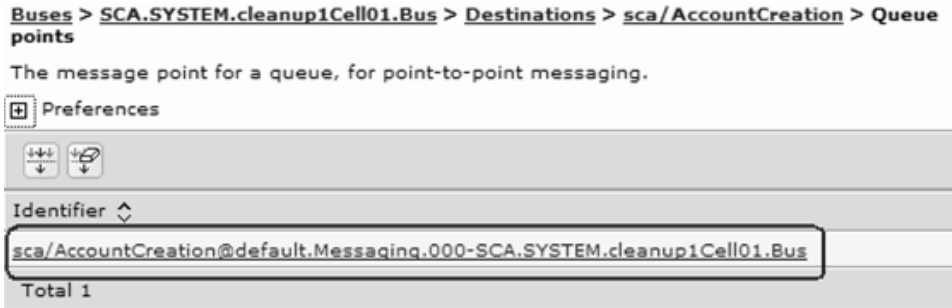 Buses > SCA.SYSTEM.cleanup1Cell01.Bus > Destinations > sca/AccountCreation > Queue
points
The message point for a queue, for point-to-point messaging.
Preferences
Identifier
sca/AccountCreation@default.Messaging.000-SCA.SYSTEM.cleanup1Cell01.Bus
Total 1